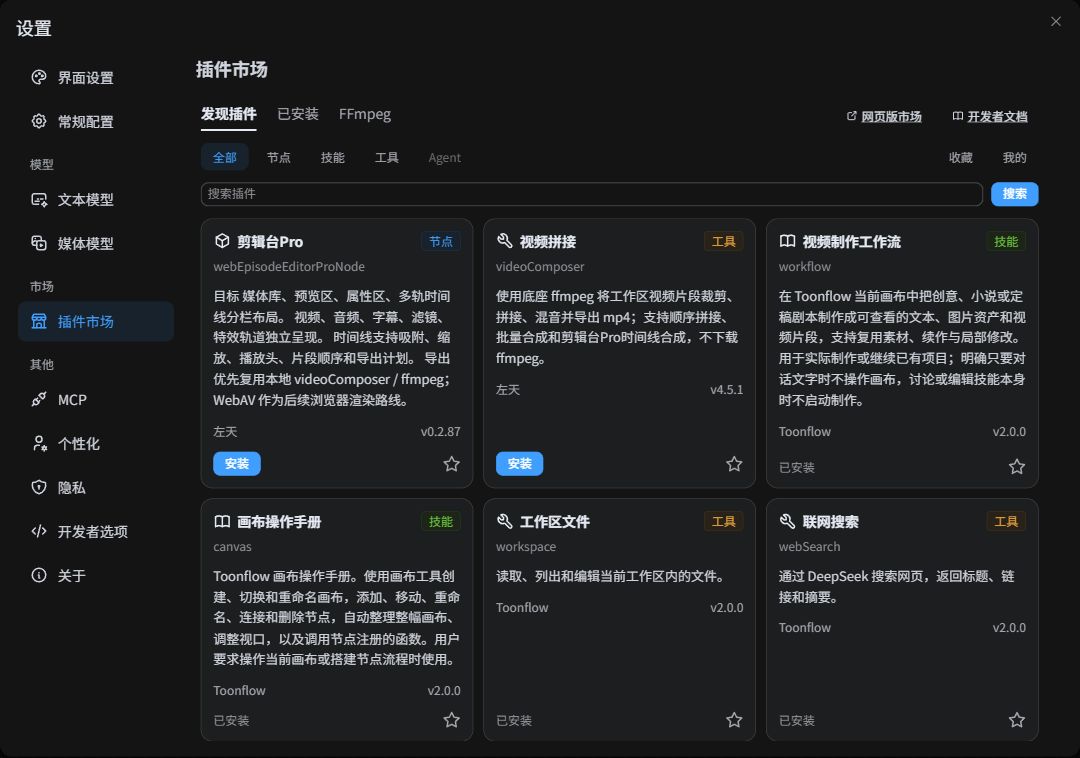 设置
界面设置
常规配置
模型
文本模型
媒体模型
市场
插件市场
其他
MCP
个性化
隐私
开发者选项
关于
插件市场
发现插件 已安装 FFmpeg
网页版市场 开发者文档
全部 节点 技能 工具 Agent
收藏 我的
搜索插件
搜索
剪辑台Pro 节点
webEpisodeEditorProNode
目标 媒体库、预览区、属性区、多轨时间
线分栏布局。 视频、音频、字幕、滤镜、
特效轨道独立呈现。 时间线支持吸附、缩
放、播放头、片段顺序和导出计划。 导出
优先复用本地 videoComposer / ffmpeg；
WebAV 作为后续浏览器渲染路线。
左天 v0.2.87
安装
视频拼接 工具
videoComposer
使用底座 ffmpeg 将工作区视频片段裁剪、
拼接、混音并导出 mp4；支持顺序拼接、
批量合成和剪辑台Pro时间线合成，不下载
ffmpeg。
左天 v4.5.1
安装
视频制作工作流 技能
workflow
在 Toonflow 当前画布中把创意、小说或定
稿剧本制作成可查看的文本、图片资产和视
频片段，支持复用素材、续作与局部修改。
用于实际制作或继续已有项目；明确只要对
话文字时不操作画布，讨论或编辑技能本身
时不启动制作。
Toonflow v2.0.0
已安装
画布操作手册 技能
canvas
Toonflow 画布操作手册。使用画布工具创
建、切换和重命名画布，添加、移动、重命
名、连接和删除节点，自动整理整幅画布、
调整视口，以及调用节点注册的函数。用户
要求操作当前画布或搭建节点流程时使用。
Toonflow v2.0.0
已安装
工作区文件 工具
workspace
读取、列出和编辑当前工作区内的文件。
Toonflow v2.0.0
已安装
联网搜索 工具
webSearch
通过 DeepSeek 搜索网页，返回标题、链
接和摘要。
Toonflow v2.0.0
已安装